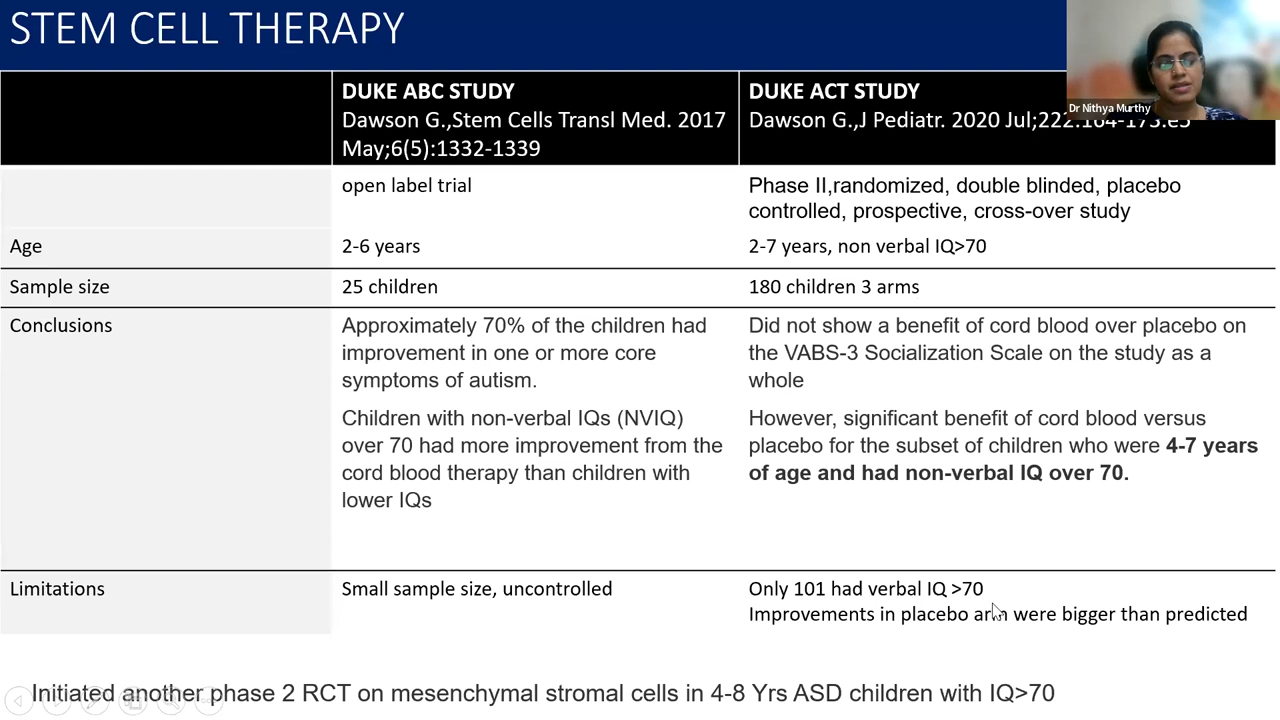 STEM CELL THERAPY
Dr Nithya Murthy
DUKE ABC STUDY
Dawson G.,Stem Cells Transl Med. 2017
May;6(5):1332-1339
DUKE ACT STUDY
Dawson G.,J Pediatr. 2020 Jul;222:164-173.e5
open label trial
Phase II,randomized, double blinded, placebo
controlled, prospective, cross-over study
Age
2-6 years
2-7 years, non verbal IQ>70
Sample size
25 children
180 children 3 arms
Conclusions
Approximately 70% of the children had
improvement in one or more core
symptoms of autism.
Children with non-verbal IQs (NVIQ)
over 70 had more improvement from the
cord blood therapy than children with
lower IQs
Did not show a benefit of cord blood over placebo on
the VABS-3 Socialization Scale on the study as a
whole
However, significant benefit of cord blood versus
placebo for the subset of children who were 4-7 years
of age and had non-verbal IQ over 70.
Limitations
Small sample size, uncontrolled
Only 101 had verbal IQ >70
Improvements in placebo arm were bigger than predicted
Initiated another phase 2 RCT on mesenchymal stromal cells in 4-8 Yrs ASD children with IQ>70